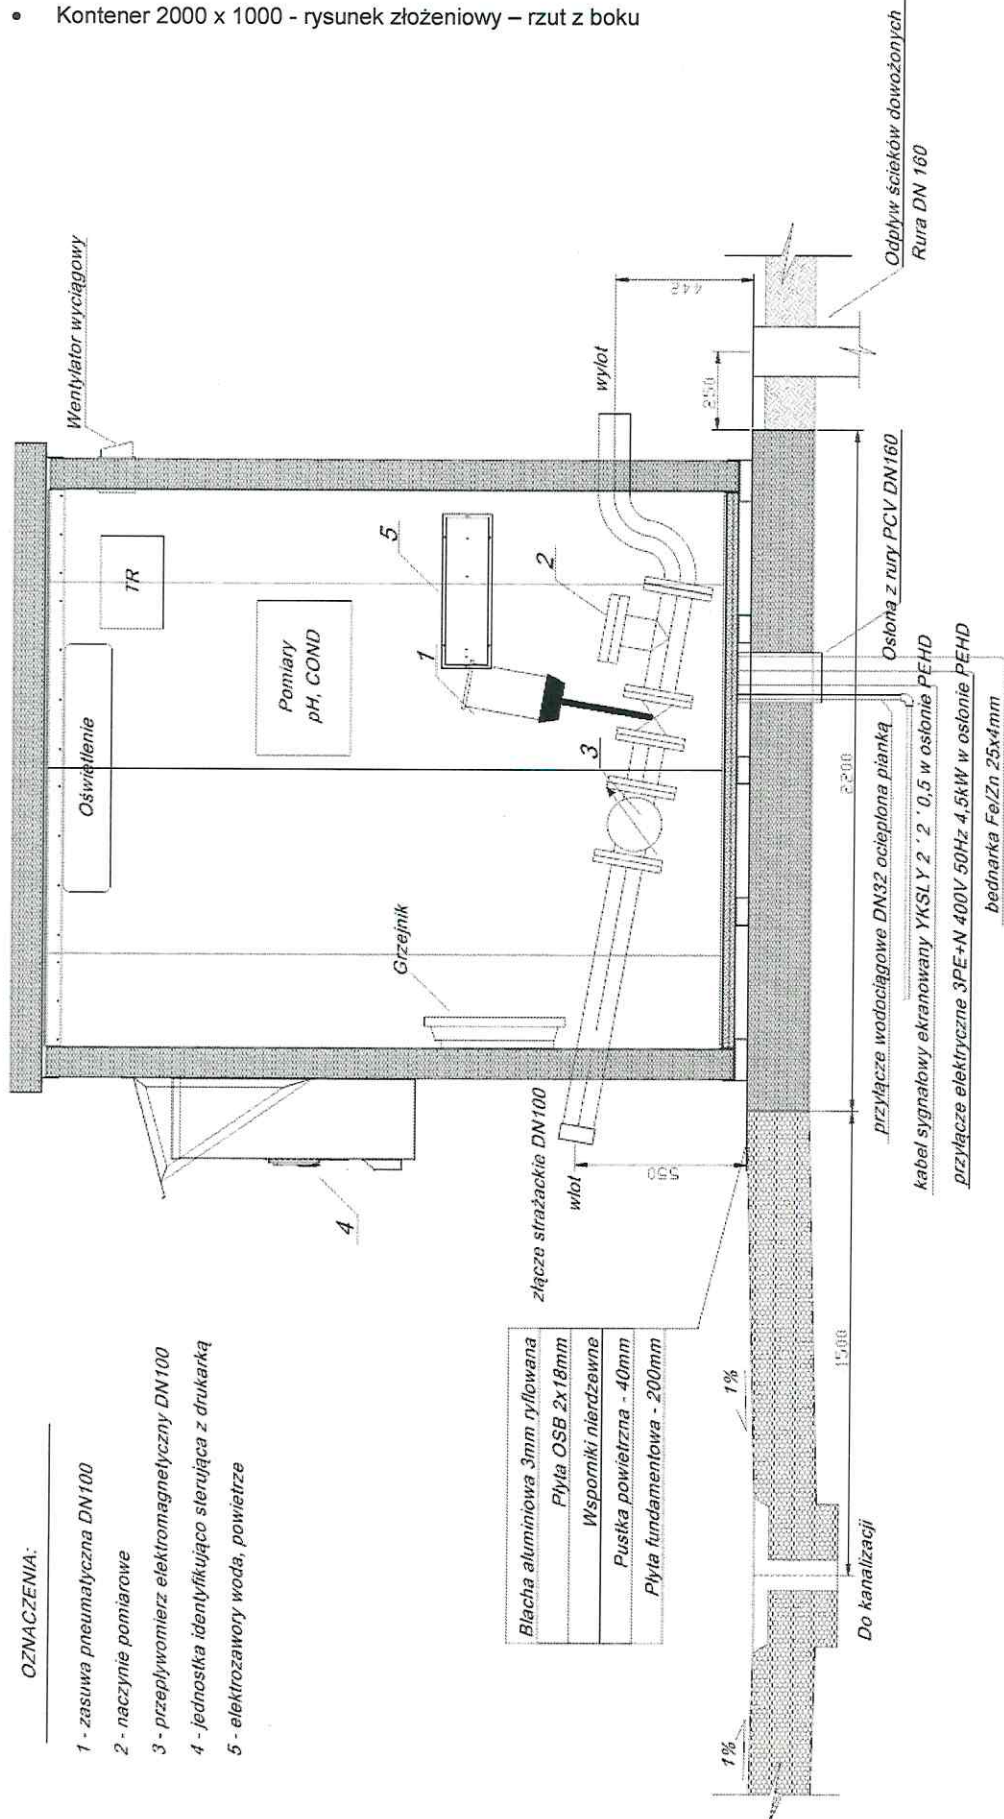 • Kontener 2000 x 1000 - rysunek złożeniowy – rzut z boku
OZNACZENIA:
1 - zasuwa pneumatyczna DN100
2 - naczynie pomiarowe
3 - przepływomierz elektromagnetyczny DN100
4 - jednostka identyfikująco sterująca z drukarką
5 - elektrozawory woda, powietrze
Wentylator wyciągowy
Oświetlenie
TR
Pomiary
pH, COND
Grzejnik
1
2
3
4
5
wylot
442
250
złącze strażackie DN100
wlot
550
Blacha aluminiowa 3mm ryflowana
Płyta OSB 2x18mm
Wsporniki nierdzewne
Pustka powietrzna - 40mm
Płyta fundamentowa - 200mm
1%
1%
1500
2200
Do kanalizacji
Odpływ ścieków dowożonych
Rura DN 160
Osłona z rury PCV DN160
przyłącze wodociągowe DN32 ocieplona pianką
kabel sygnałowy ekranowany YKSLY 2 ' 2 ' 0,5 w osłonie PEHD
przyłącze elektryczne 3PE+N 400V 50Hz 4,5kW w osłonie PEHD
bednarka Fe/Zn 25x4mm